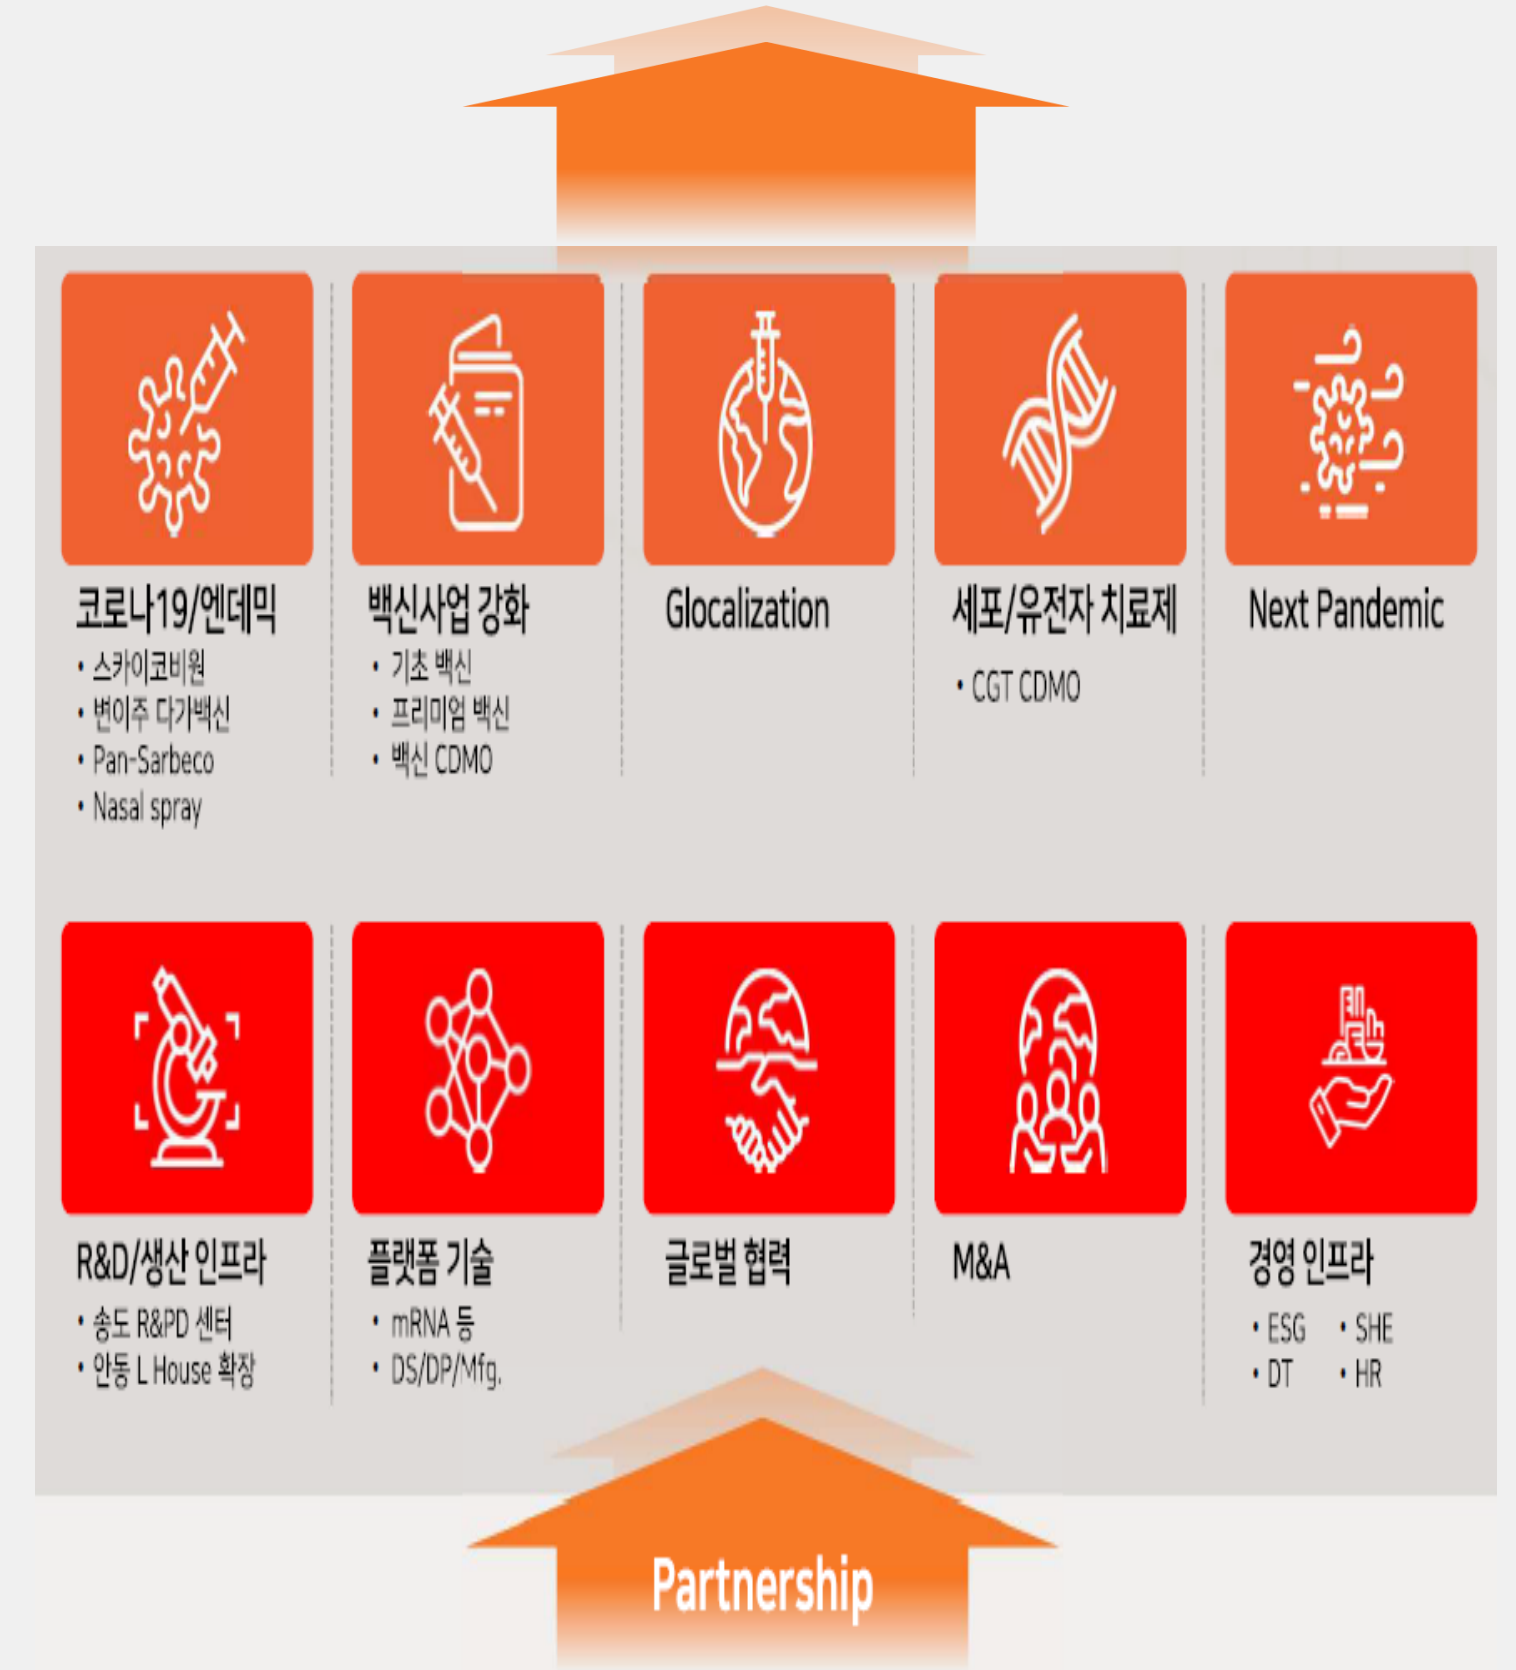 코로나19/엔데믹
• 스카이코비원
• 변이주 다가백신
• Pan-Sarbeco
• Nasal spray
백신사업 강화
• 기초 백신
• 프리미엄 백신
• 백신 CDMO
Glocalization
세포/유전자 치료제
• CGT CDMO
Next Pandemic
R&D/생산 인프라
• 송도 R&PD 센터
• 안동 L House 확장
플랫폼 기술
• mRNA 등
• DS/DP/Mfg.
글로벌 협력
M&A
경영 인프라
• ESG • SHE
• DT • HR
Partnership